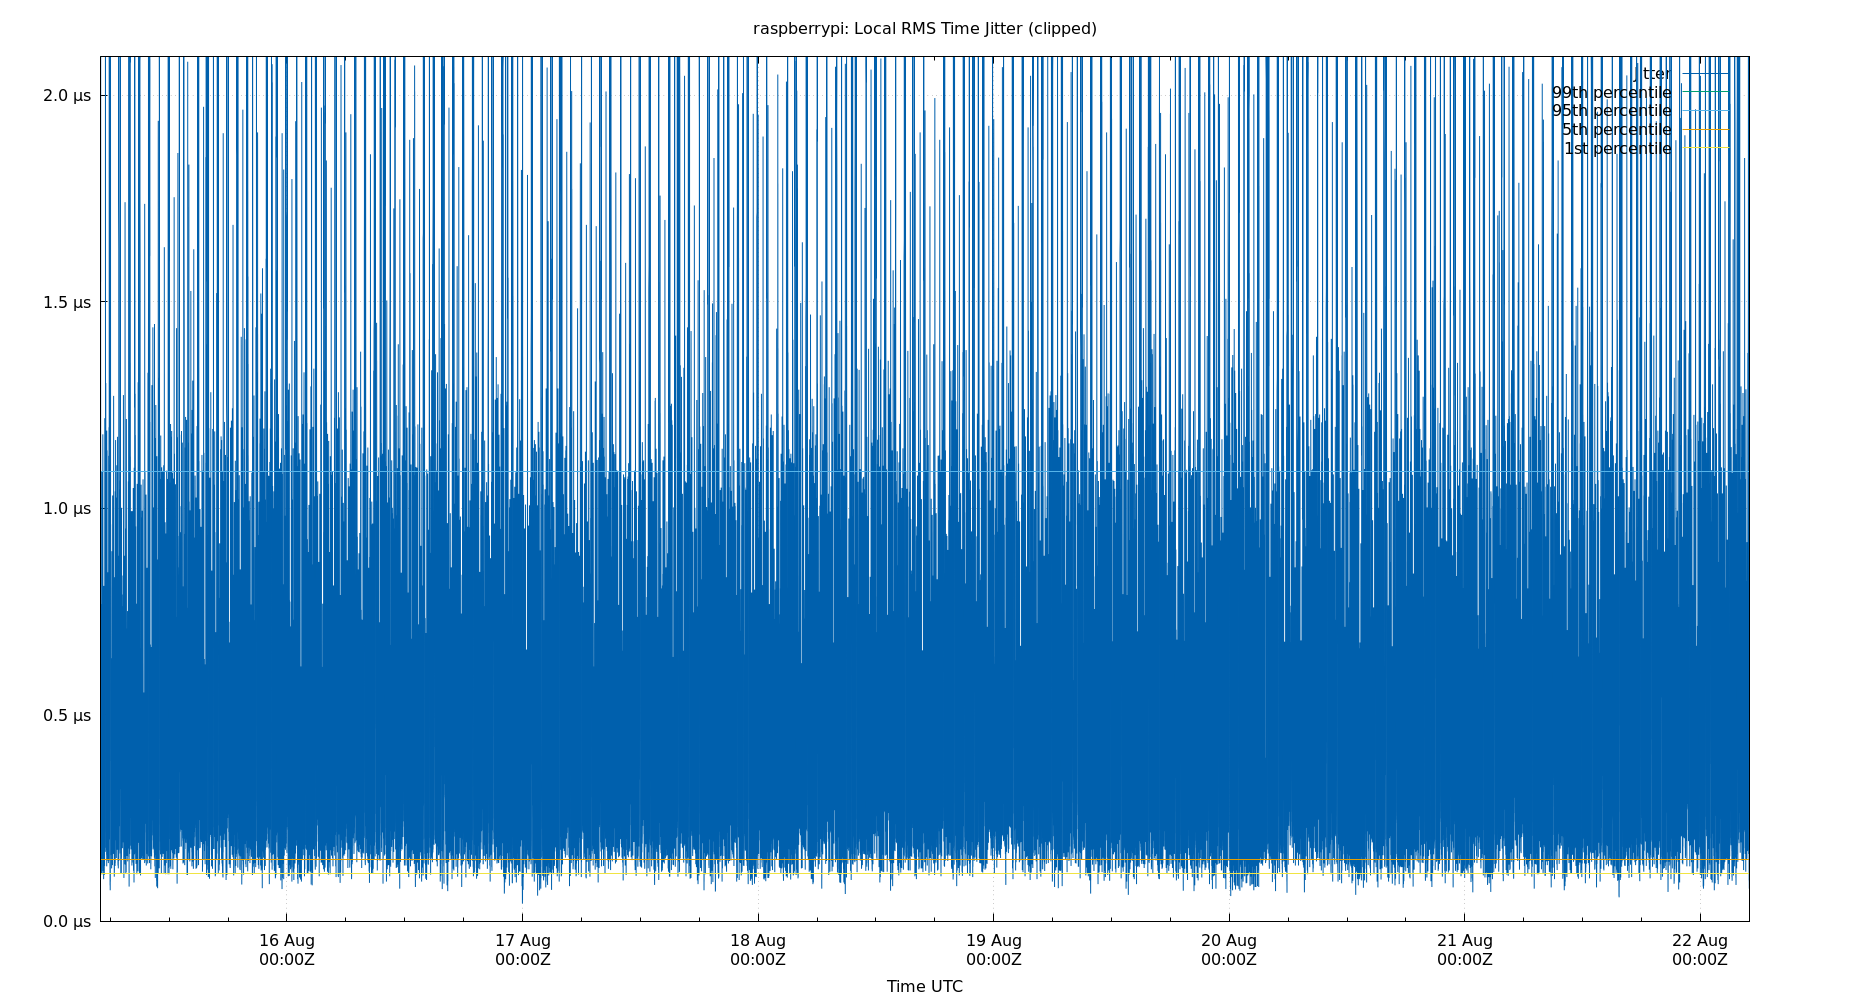 raspberrypi: Local RMS Time Jitter (clipped)
jitter
99th percentile
95th percentile
5th percentile
1st percentile
2.0 µs
1.5 µs
1.0 µs
0.5 µs
0.0 µs
16 Aug
00:00Z
17 Aug
00:00Z
18 Aug
00:00Z
19 Aug
00:00Z
20 Aug
00:00Z
21 Aug
00:00Z
22 Aug
00:00Z
Time UTC